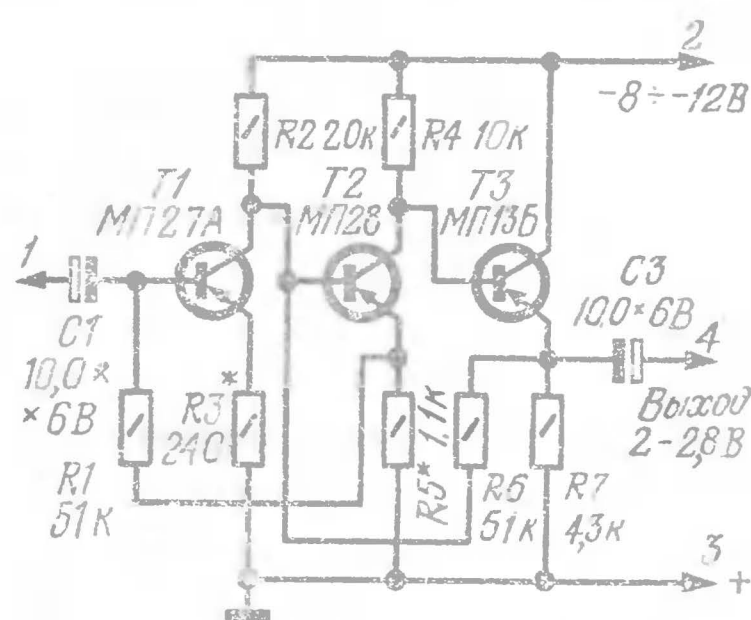 2
-8 ÷ -12В
R2 20к
R4 10к
T1
МП27А
T2
МП28
T3
МП13Б
1
C1
10,0 ×
× 6В
C3
10,0 × 6В
4
Выход
2-2,8В
*
R3
24С
R5* 1,1к
R1
51к
R6
51к
R7
4,3к
3
+